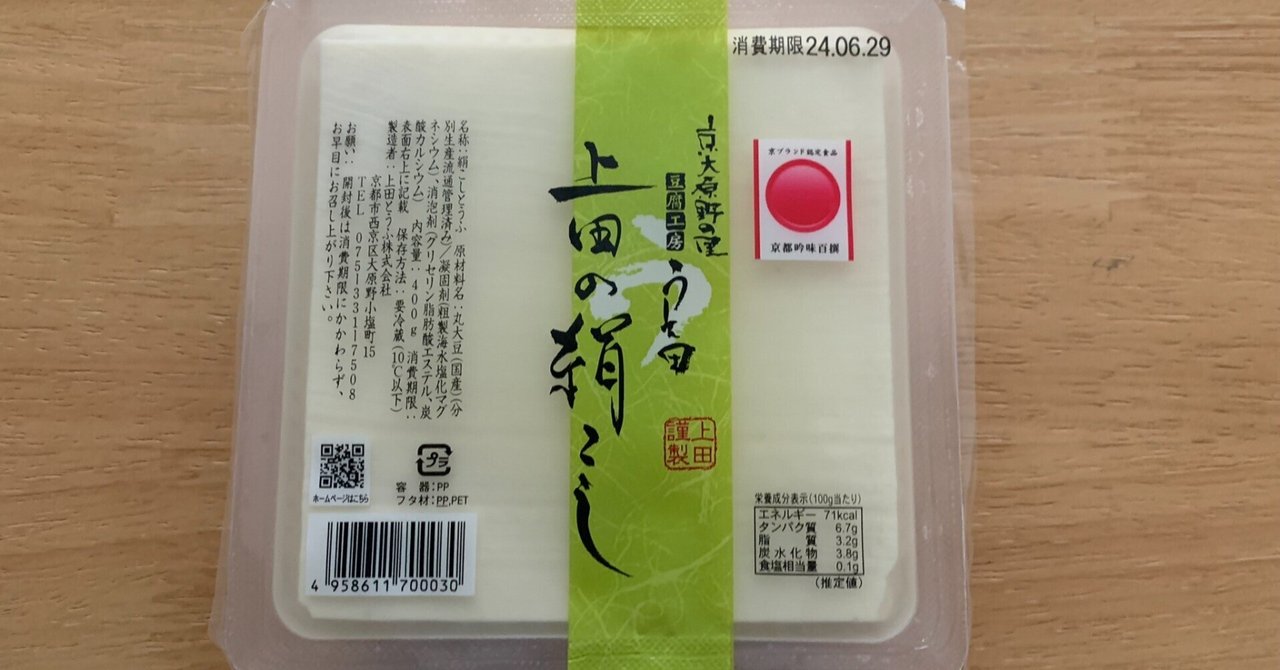 消費期限24.06.29
京ブランド認定食品
京都吟味百撰
京大原野の里
豆腐工房
うえ田
上田の絹こし
上田
謹製
名称：絹ごしどうふ 原材料名：丸大豆(国産)(分
別生産流通管理済み)／凝固剤(粗製海水塩化マグ
ネシウム)、消泡剤(グリセリン脂肪酸エステル、炭
酸カルシウム) 内容量：400g 消費期限：
表面右上に記載 保存方法：要冷蔵(10℃以下)
製造者：上田とうふ株式会社
京都市西京区大原野小塩町15
TEL 075-331-7508
お願い：開封後は消費期限にかかわらず、
お早目にお召し上がり下さい。
ホームページはこちら
プラ
容器：PP
フタ材：PP,PET
4 958611 700030
栄養成分表示(100g当たり)
エネルギー 71kcal
タンパク質 6.7g
脂質 3.2g
炭水化物 3.8g
食塩相当量 0.1g
(推定値)